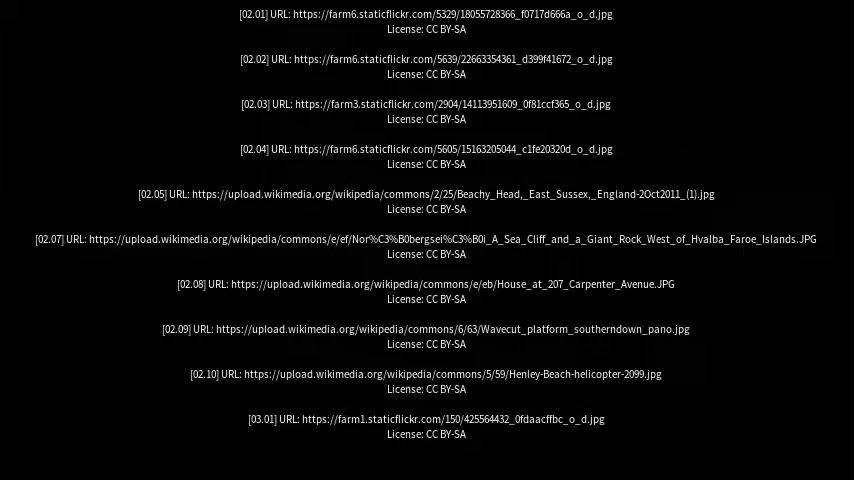 [02.01] URL: https://farm6.staticflickr.com/5329/18055728366_f0717d666a_o_d.jpg
License: CC BY-SA
[02.02] URL: https://farm6.staticflickr.com/5639/22663354361_d399f41672_o_d.jpg
License: CC BY-SA
[02.03] URL: https://farm3.staticflickr.com/2904/14113951609_0f81ccf365_o_d.jpg
License: CC BY-SA
[02.04] URL: https://farm6.staticflickr.com/5605/15163205044_c1fe20320d_o_d.jpg
License: CC BY-SA
[02.05] URL: https://upload.wikimedia.org/wikipedia/commons/2/25/Beachy_Head,_East_Sussex,_England-2Oct2011_(1).jpg
License: CC BY-SA
[02.07] URL: https://upload.wikimedia.org/wikipedia/commons/e/ef/Nor%C3%B0bergsei%C3%B0i_A_Sea_Cliff_and_a_Giant_Rock_West_of_Hvalba_Faroe_Islands.JPG
License: CC BY-SA
[02.08] URL: https://upload.wikimedia.org/wikipedia/commons/e/eb/House_at_207_Carpenter_Avenue.JPG
License: CC BY-SA
[02.09] URL: https://upload.wikimedia.org/wikipedia/commons/6/63/Wavecut_platform_southerndown_pano.jpg
License: CC BY-SA
[02.10] URL: https://upload.wikimedia.org/wikipedia/commons/5/59/Henley-Beach-helicopter-2099.jpg
License: CC BY-SA
[03.01] URL: https://farm1.staticflickr.com/150/425564432_0fdaacffbc_o_d.jpg
License: CC BY-SA